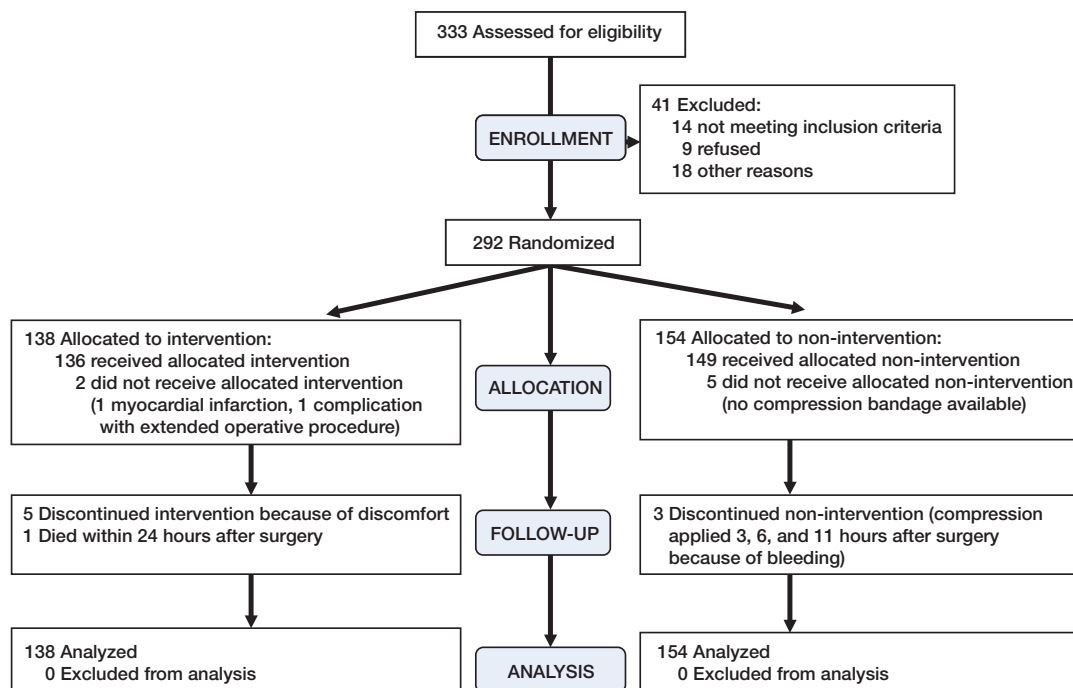 333 Assessed for eligibility
41 Excluded:
14 not meeting inclusion criteria
9 refused
18 other reasons
ENROLLMENT
292 Randomized
138 Allocated to intervention:
136 received allocated intervention
2 did not receive allocated intervention
(1 myocardial infarction, 1 complication
with extended operative procedure)
ALLOCATION
154 Allocated to non-intervention:
149 received allocated non-intervention
5 did not receive allocated non-intervention
(no compression bandage available)
5 Discontinued intervention because of discomfort
1 Died within 24 hours after surgery
FOLLOW-UP
3 Discontinued non-intervention (compression
applied 3, 6, and 11 hours after surgery
because of bleeding)
138 Analyzed
0 Excluded from analysis
ANALYSIS
154 Analyzed
0 Excluded from analysis